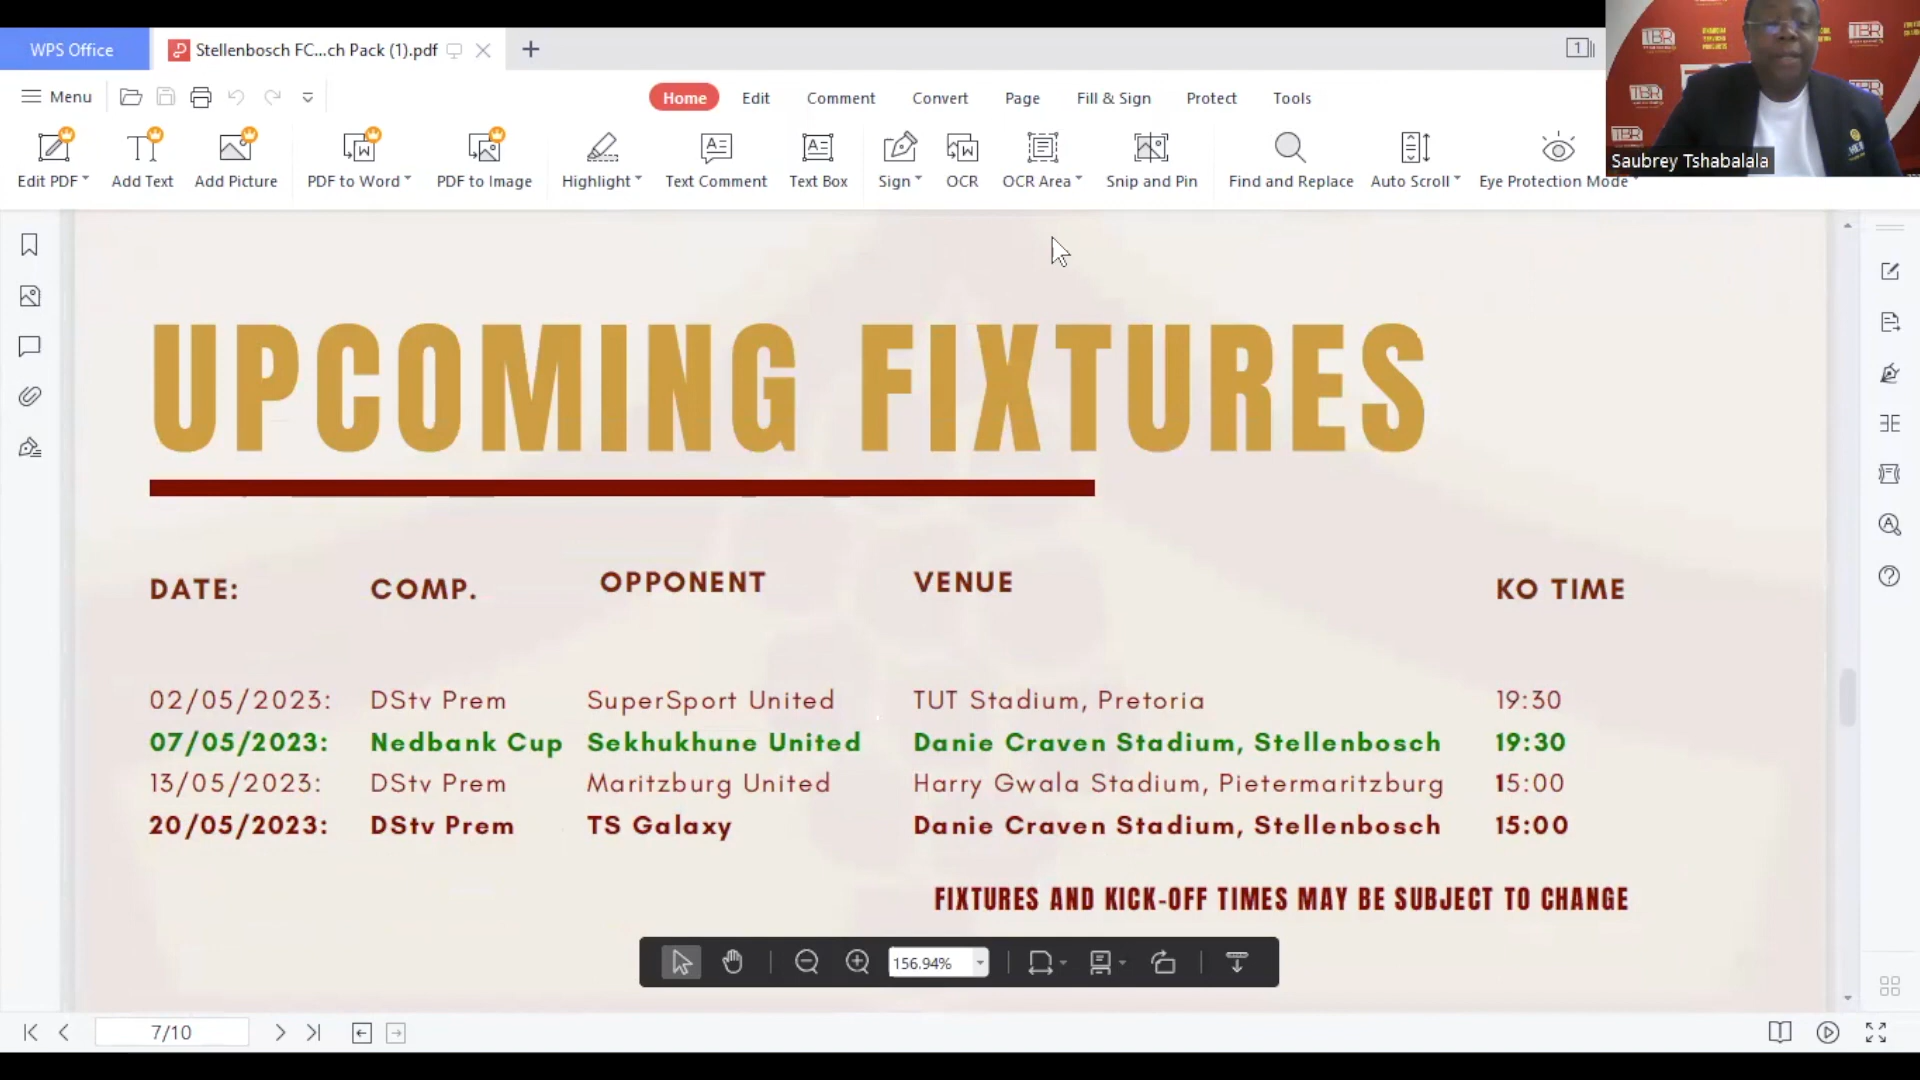 WPS Office
Stellenbosch FC...ch Pack (1).pdf
1
Menu
Home Edit Comment Convert Page Fill & Sign Protect Tools
Edit PDF Add Text Add Picture PDF to Word PDF to Image Highlight Text Comment Text Box Sign OCR OCR Area Snip and Pin Find and Replace Auto Scroll Eye Protection Mode
TBR TBR
TBR TBR
TBR
Saubrey Tshabalala
UPCOMING FIXTURES
DATE: COMP. OPPONENT VENUE KO TIME
02/05/2023: DStv Prem SuperSport United TUT Stadium, Pretoria 19:30
07/05/2023: Nedbank Cup Sekhukhune United Danie Craven Stadium, Stellenbosch 19:30
13/05/2023: DStv Prem Maritzburg United Harry Gwala Stadium, Pietermaritzburg 15:00
20/05/2023: DStv Prem TS Galaxy Danie Craven Stadium, Stellenbosch 15:00
FIXTURES AND KICK-OFF TIMES MAY BE SUBJECT TO CHANGE
156.94%
7/10